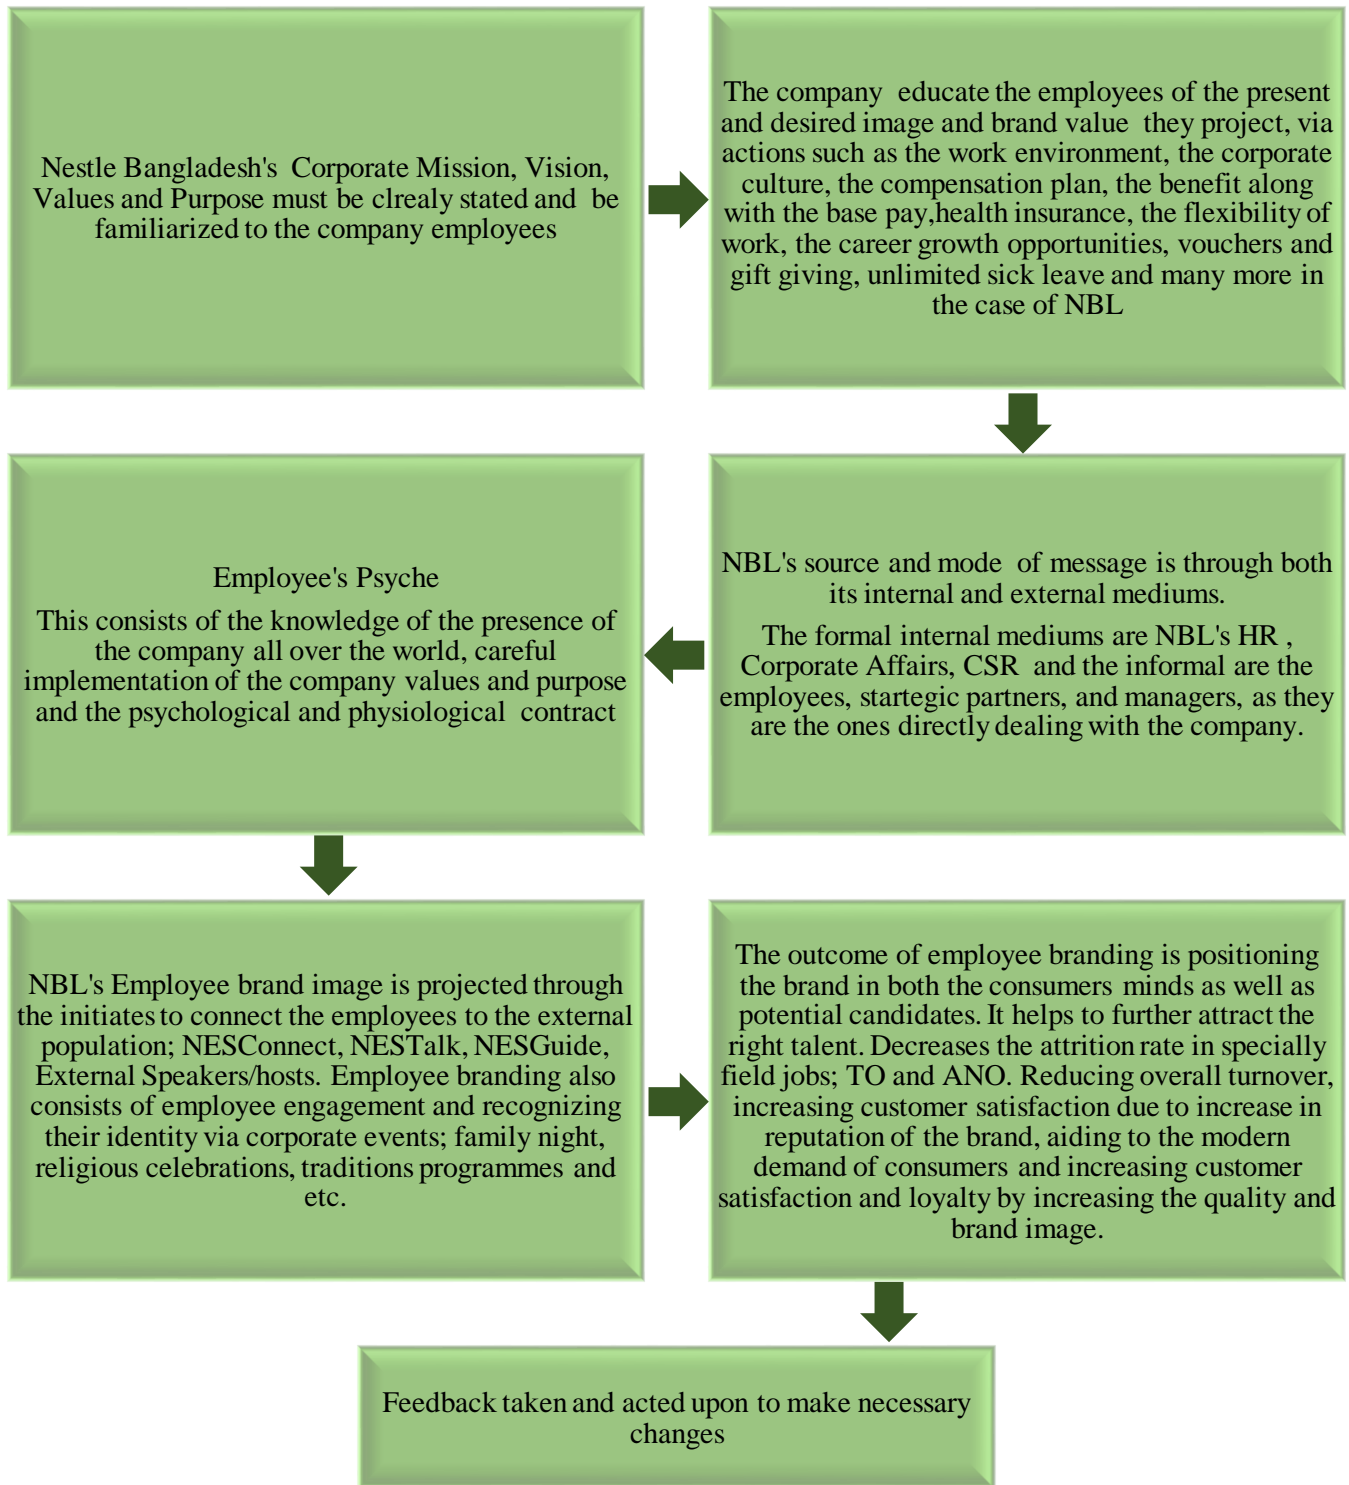 Nestle Bangladesh's Corporate Mission, Vision,
Values and Purpose must be clrealy stated and be
familiarized to the company employees
The company educate the employees of the present
and desired image and brand value they project, via
actions such as the work environment, the corporate
culture, the compensation plan, the benefit along
with the base pay,health insurance, the flexibility of
work, the career growth opportunities, vouchers and
gift giving, unlimited sick leave and many more in
the case of NBL
NBL's source and mode of message is through both
its internal and external mediums.
The formal internal mediums are NBL's HR ,
Corporate Affairs, CSR and the informal are the
employees, startegic partners, and managers, as they
are the ones directly dealing with the company.
Employee's Psyche
This consists of the knowledge of the presence of
the company all over the world, careful
implementation of the company values and purpose
and the psychological and physiological contract
NBL's Employee brand image is projected through
the initiates to connect the employees to the external
population; NESConnect, NESTalk, NESGuide,
External Speakers/hosts. Employee branding also
consists of employee engagement and recognizing
their identity via corporate events; family night,
religious celebrations, traditions programmes and
etc.
The outcome of employee branding is positioning
the brand in both the consumers minds as well as
potential candidates. It helps to further attract the
right talent. Decreases the attrition rate in specially
field jobs; TO and ANO. Reducing overall turnover,
increasing customer satisfaction due to increase in
reputation of the brand, aiding to the modern
demand of consumers and increasing customer
satisfaction and loyalty by increasing the quality and
brand image.
Feedback taken and acted upon to make necessary
changes